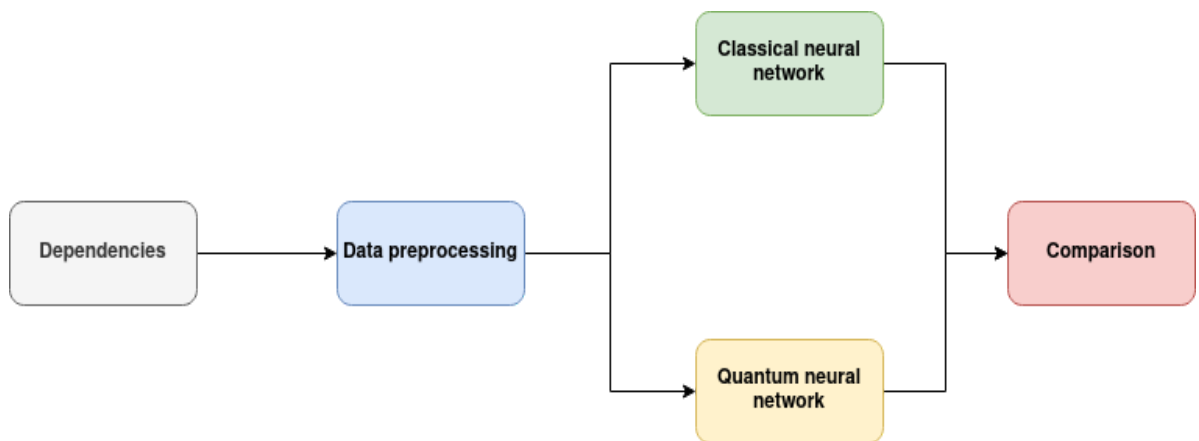 Classical neural
network
Dependencies
Data preprocessing
Comparison
Quantum neural
network